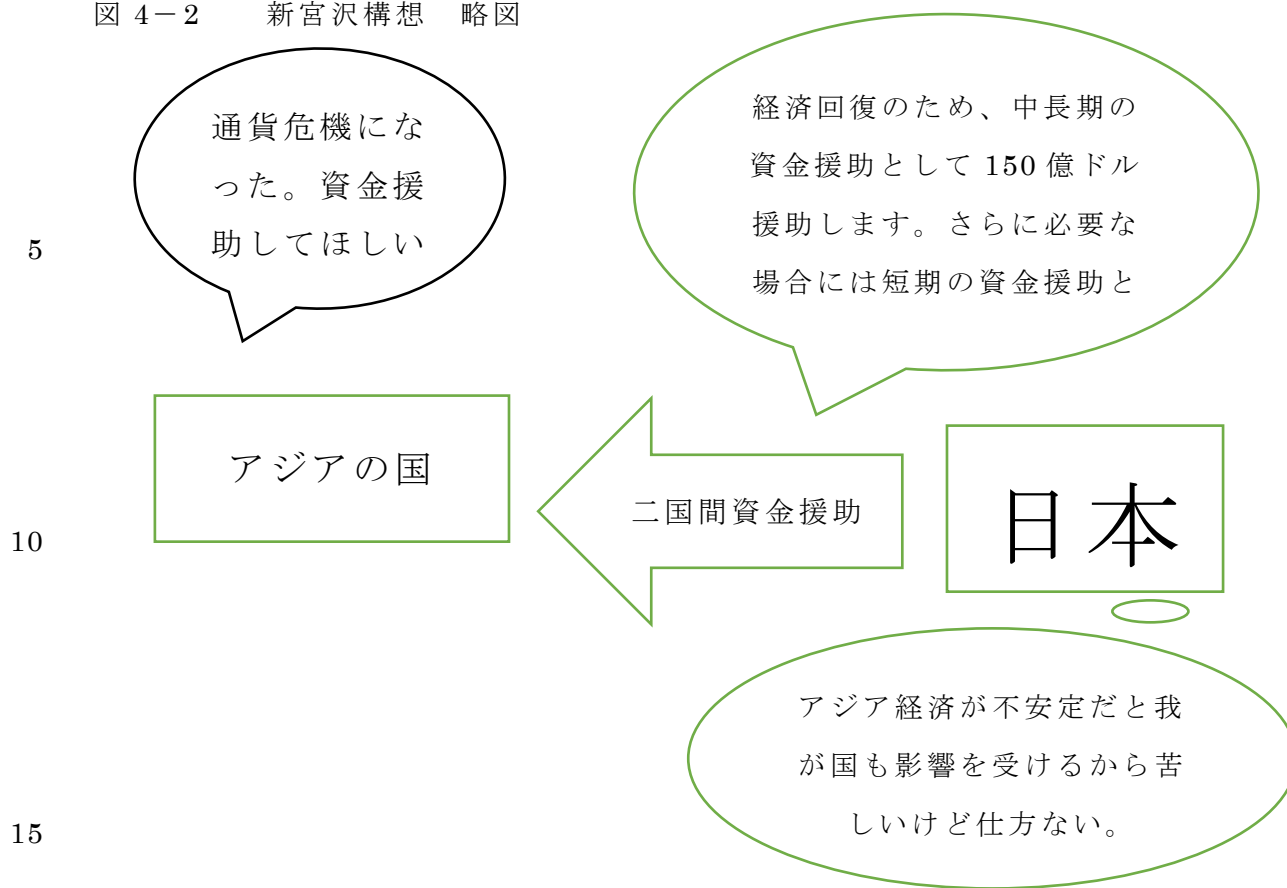 図 4－2　新宮沢構想　略図
通貨危機にな
った。資金援
助してほしい
経済回復のため、中長期の
資金援助として 150 億ドル
援助します。さらに必要な
場合には短期の資金援助と
5
アジアの国
二国間資金援助
日本
10
アジア経済が不安定だと我
が国も影響を受けるから苦
しいけど仕方ない。
15